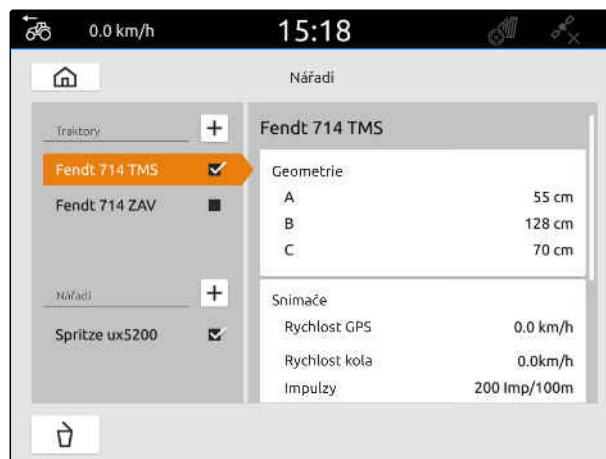 0.0 km/h 15:18
Nářadí
Traktory
Fendt 714 TMS
Fendt 714 ZAV
Nářadí
Spritze ux5200
Fendt 714 TMS
Geometrie
A 55 cm
B 128 cm
C 70 cm
Snímače
Rychlost GPS 0.0 km/h
Rychlost kola 0.0km/h
Impulzy 200 Imp/100m